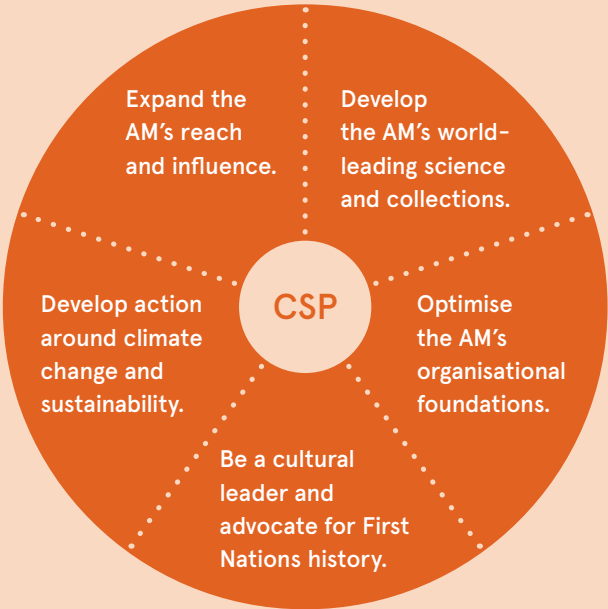 Expand the
AM's reach
and influence.
Develop
the AM's world-
leading science
and collections.
Develop action
around climate
change and
sustainability.
CSP
Optimise
the AM's
organisational
foundations.
Be a cultural
leader and
advocate for First
Nations history.